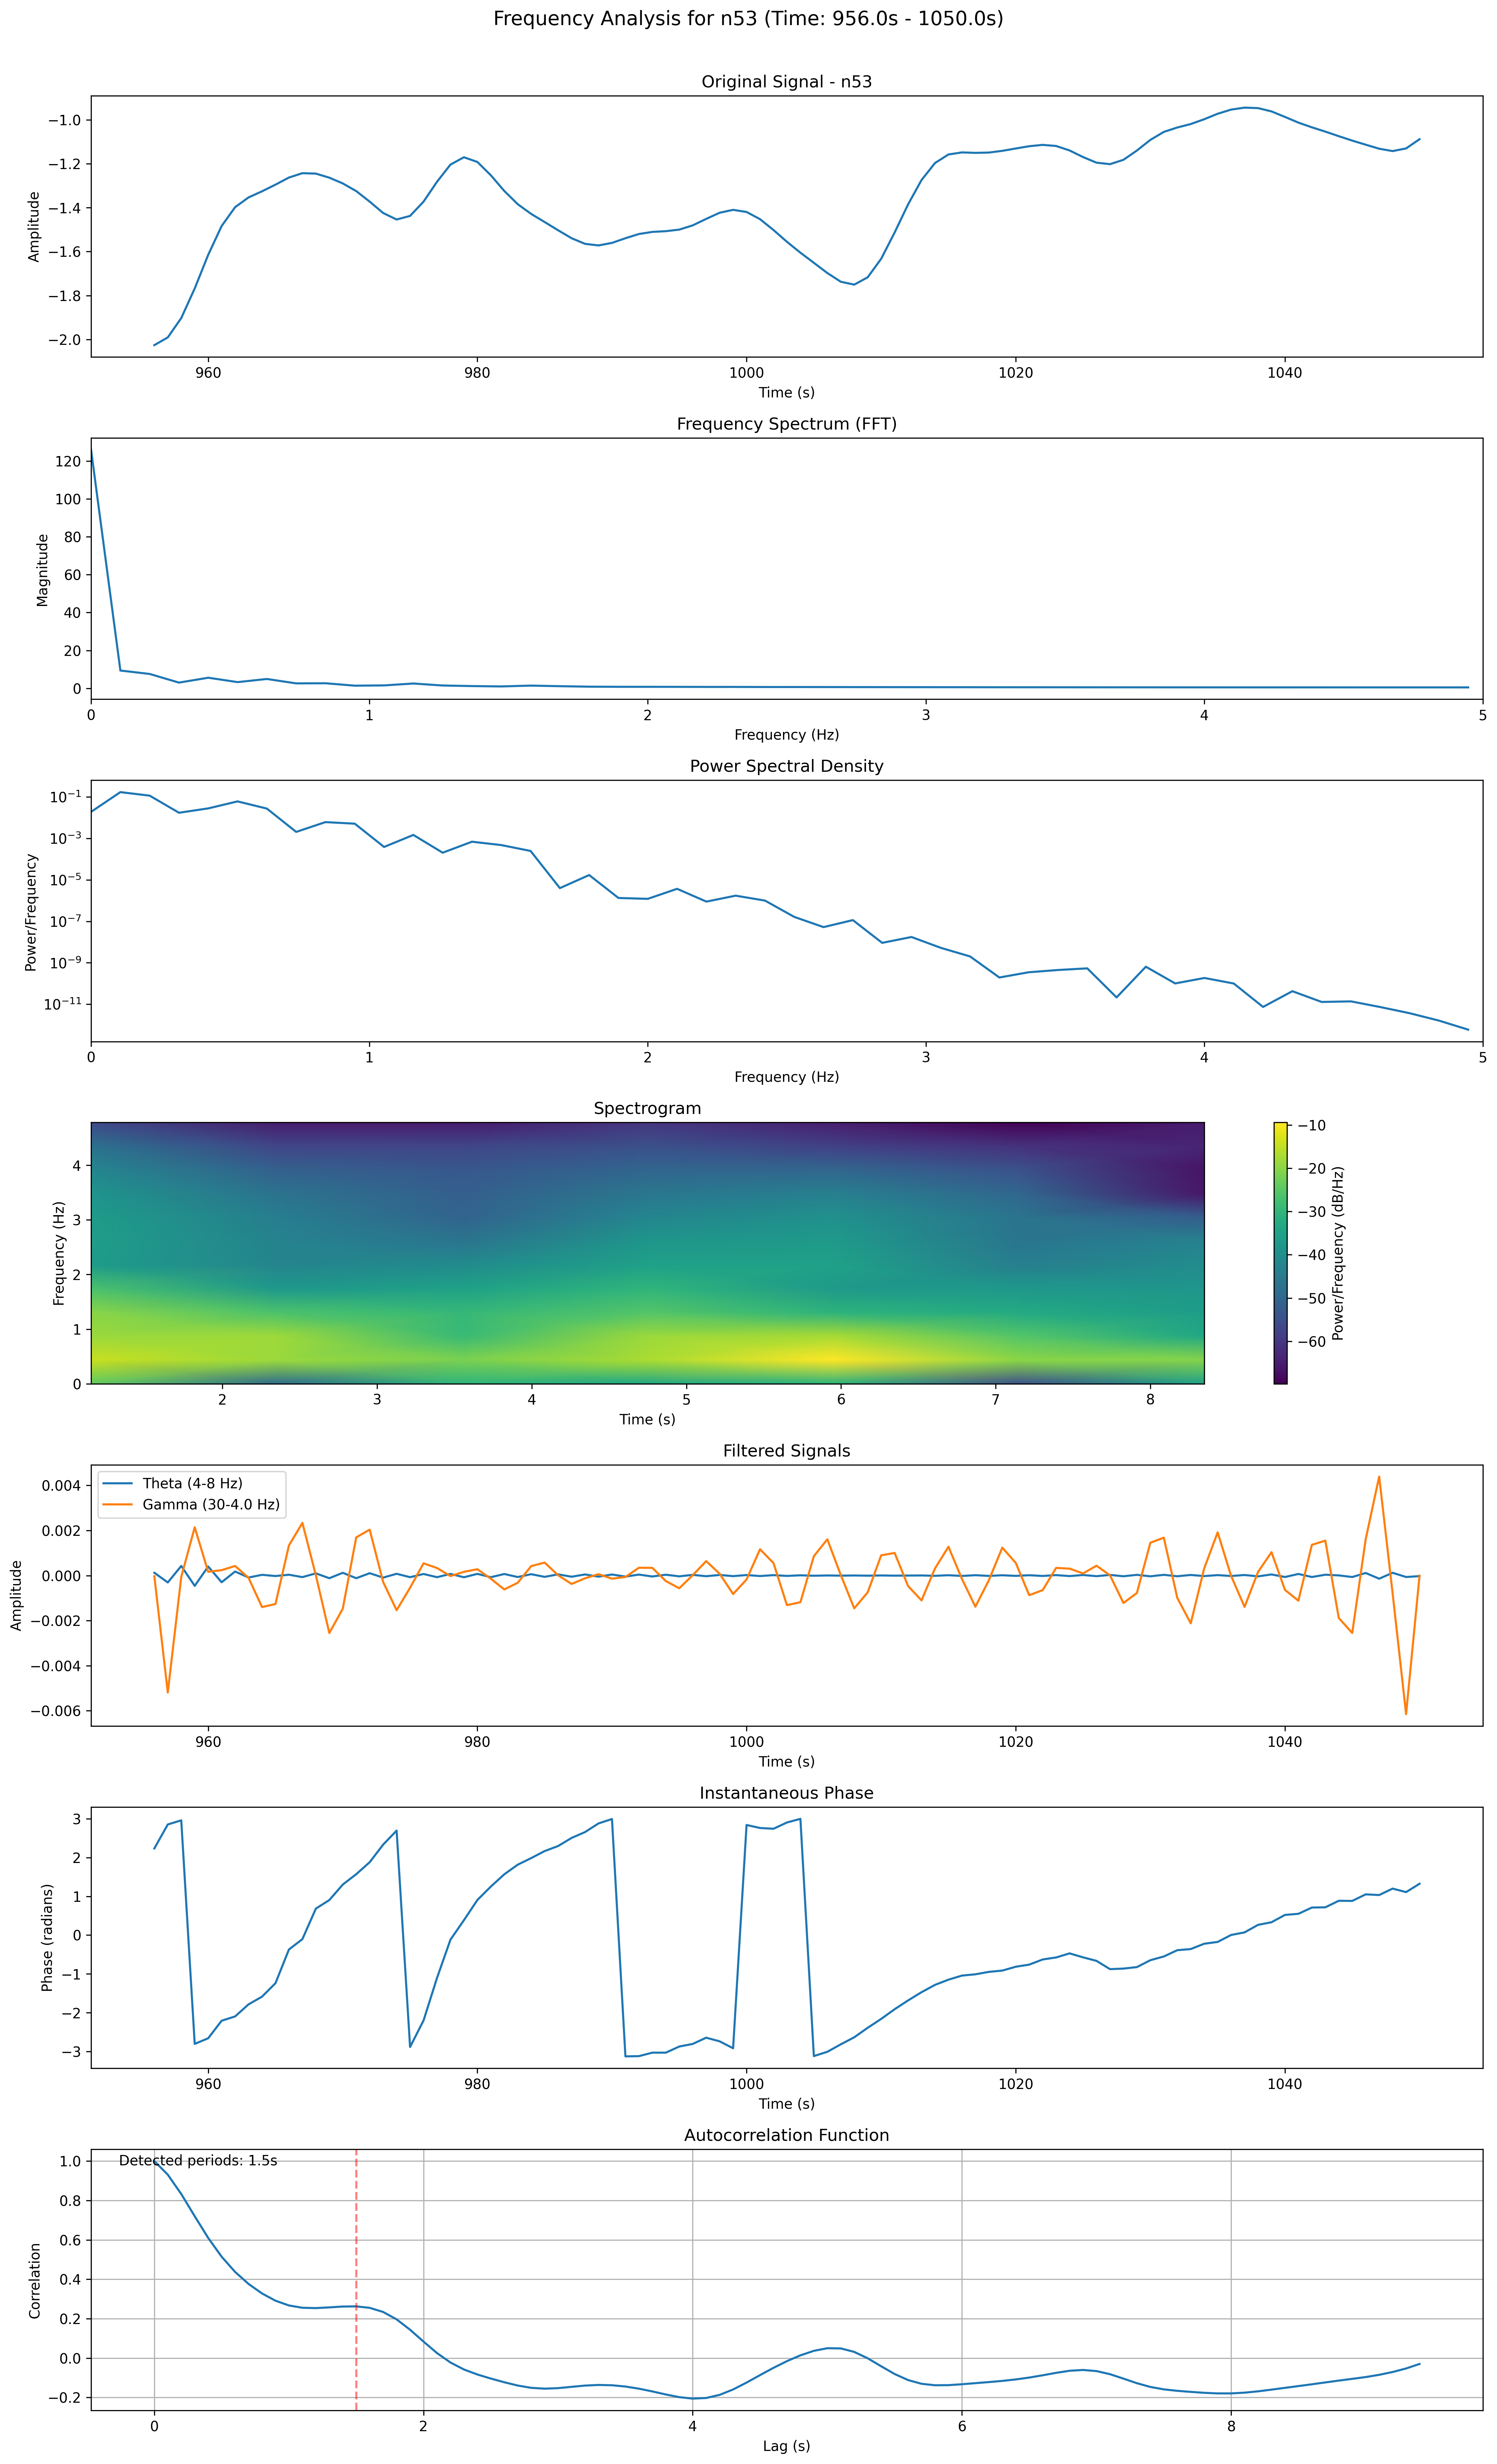 Frequency Analysis for n53 (Time: 956.0s - 1050.0s)
Original Signal - n53
−1.0
−1.2
−1.4
−1.6
−1.8
−2.0
Amplitude
960 980 1000 1020 1040
Time (s)
Frequency Spectrum (FFT)
120
100
80
60
40
20
0
Magnitude
0 1 2 3 4 5
Frequency (Hz)
Power Spectral Density
10⁻¹
10⁻³
10⁻⁵
10⁻⁷
10⁻⁹
10⁻¹¹
Power/Frequency
0 1 2 3 4 5
Frequency (Hz)
Spectrogram
4
3
2
1
0
Frequency (Hz)
2 3 4 5 6 7 8
Time (s)
−10
−20
−30
−40
−50
−60
Power/Frequency (dB/Hz)
Filtered Signals
Theta (4-8 Hz)
Gamma (30-4.0 Hz)
0.004
0.002
0.000
−0.002
−0.004
−0.006
Amplitude
960 980 1000 1020 1040
Time (s)
Instantaneous Phase
3
2
1
0
−1
−2
−3
Phase (radians)
960 980 1000 1020 1040
Time (s)
Autocorrelation Function
Detected periods: 1.5s
1.0
0.8
0.6
0.4
0.2
0.0
−0.2
Correlation
0 2 4 6 8
Lag (s)